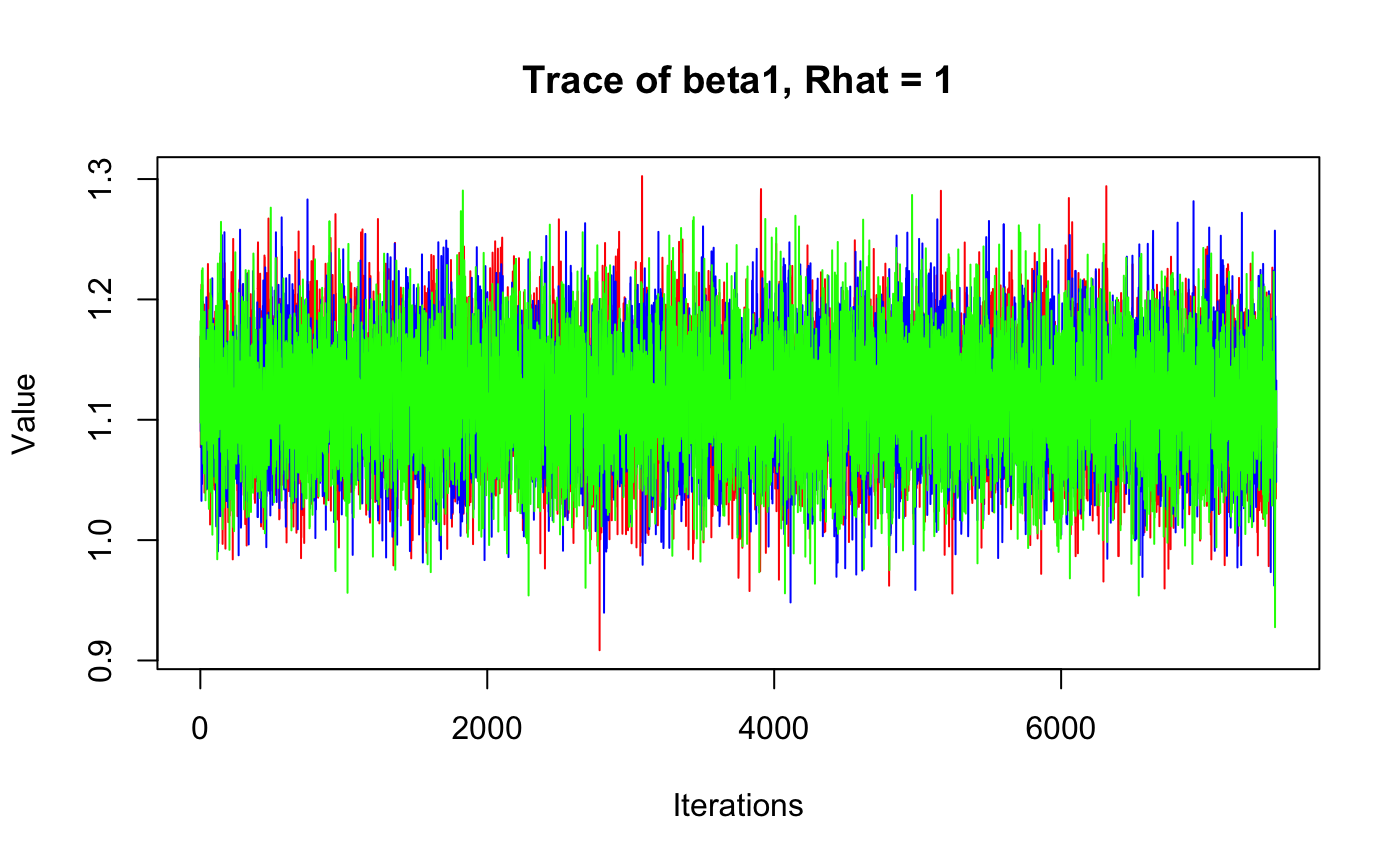 Trace of beta1, Rhat = 1
Value
1.3
1.2
1.1
1.0
0.9
0 2000 4000 6000
Iterations